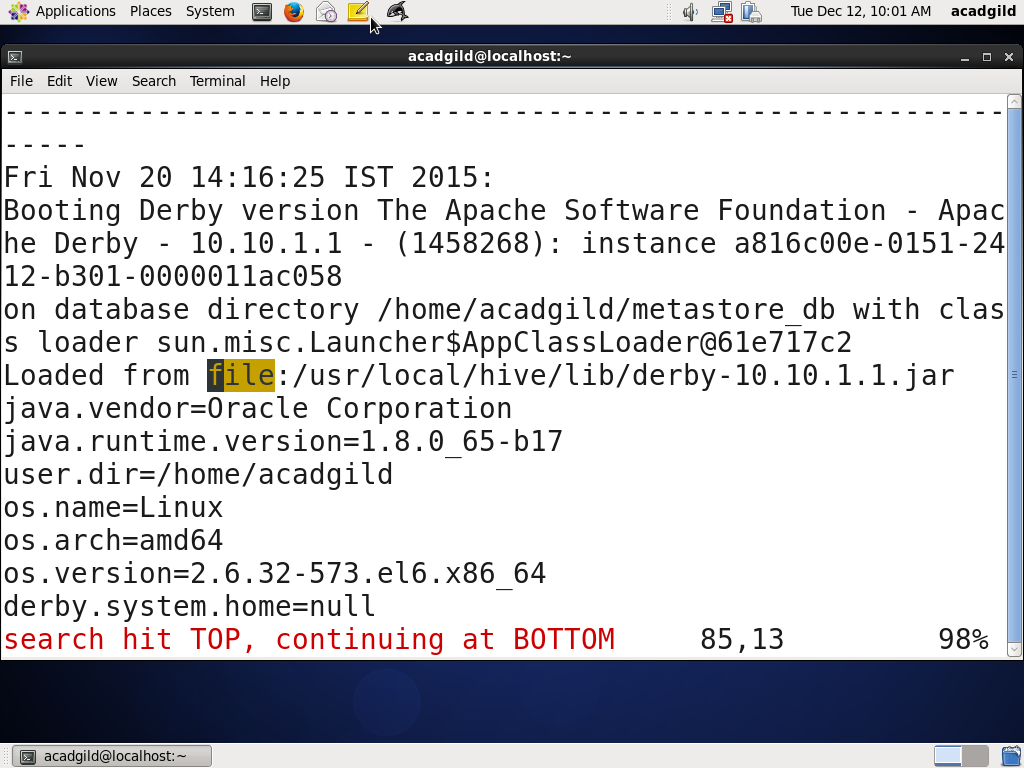 Applications Places System Tue Dec 12, 10:01 AM acadgild
acadgild@localhost:~
File Edit View Search Terminal Help
-----------------------------------------------------------
-----
Fri Nov 20 14:16:25 IST 2015:
Booting Derby version The Apache Software Foundation - Apac
he Derby - 10.10.1.1 - (1458268): instance a816c00e-0151-24
12-b301-0000011ac058
on database directory /home/acadgild/metastore_db with clas
s loader sun.misc.Launcher$AppClassLoader@61e717c2
Loaded from file:/usr/local/hive/lib/derby-10.10.1.1.jar
java.vendor=Oracle Corporation
java.runtime.version=1.8.0_65-b17
user.dir=/home/acadgild
os.name=Linux
os.arch=amd64
os.version=2.6.32-573.el6.x86_64
derby.system.home=null
search hit TOP, continuing at BOTTOM 85,13 98%
acadgild@localhost:~